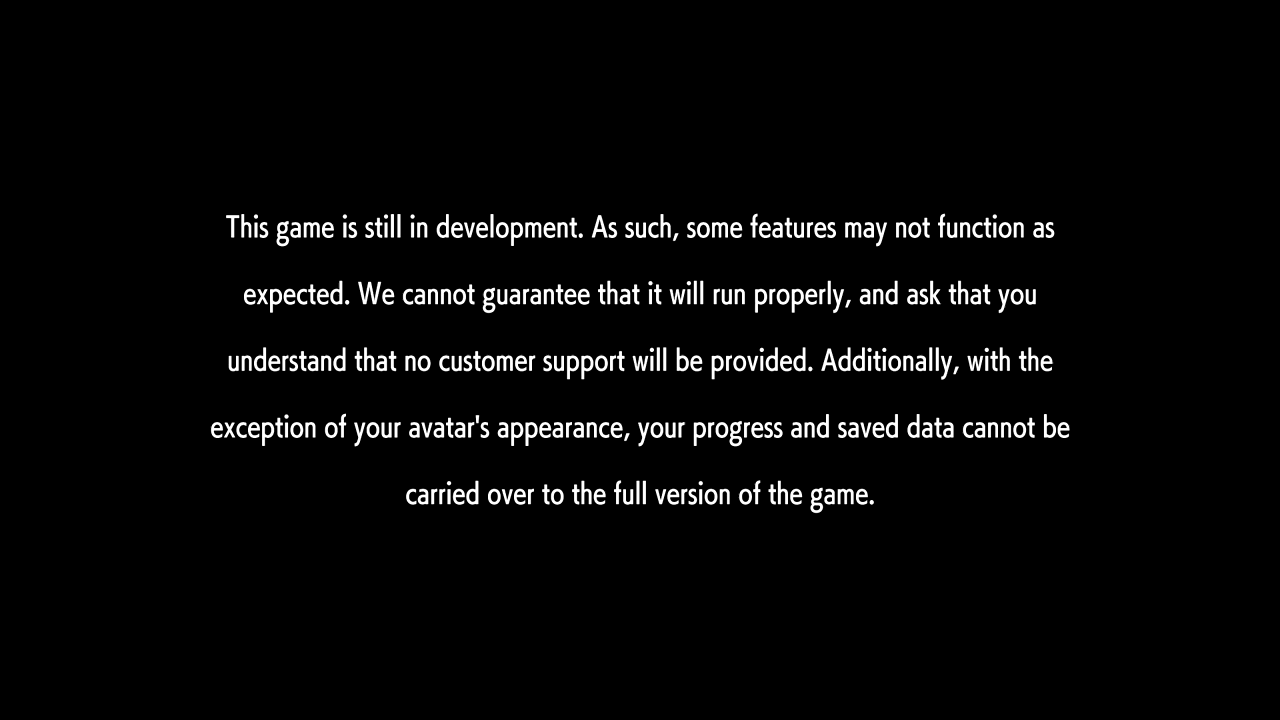 This game is still in development. As such, some features may not function as
expected. We cannot guarantee that it will run properly, and ask that you
understand that no customer support will be provided. Additionally, with the
exception of your avatar's appearance, your progress and saved data cannot be
carried over to the full version of the game.